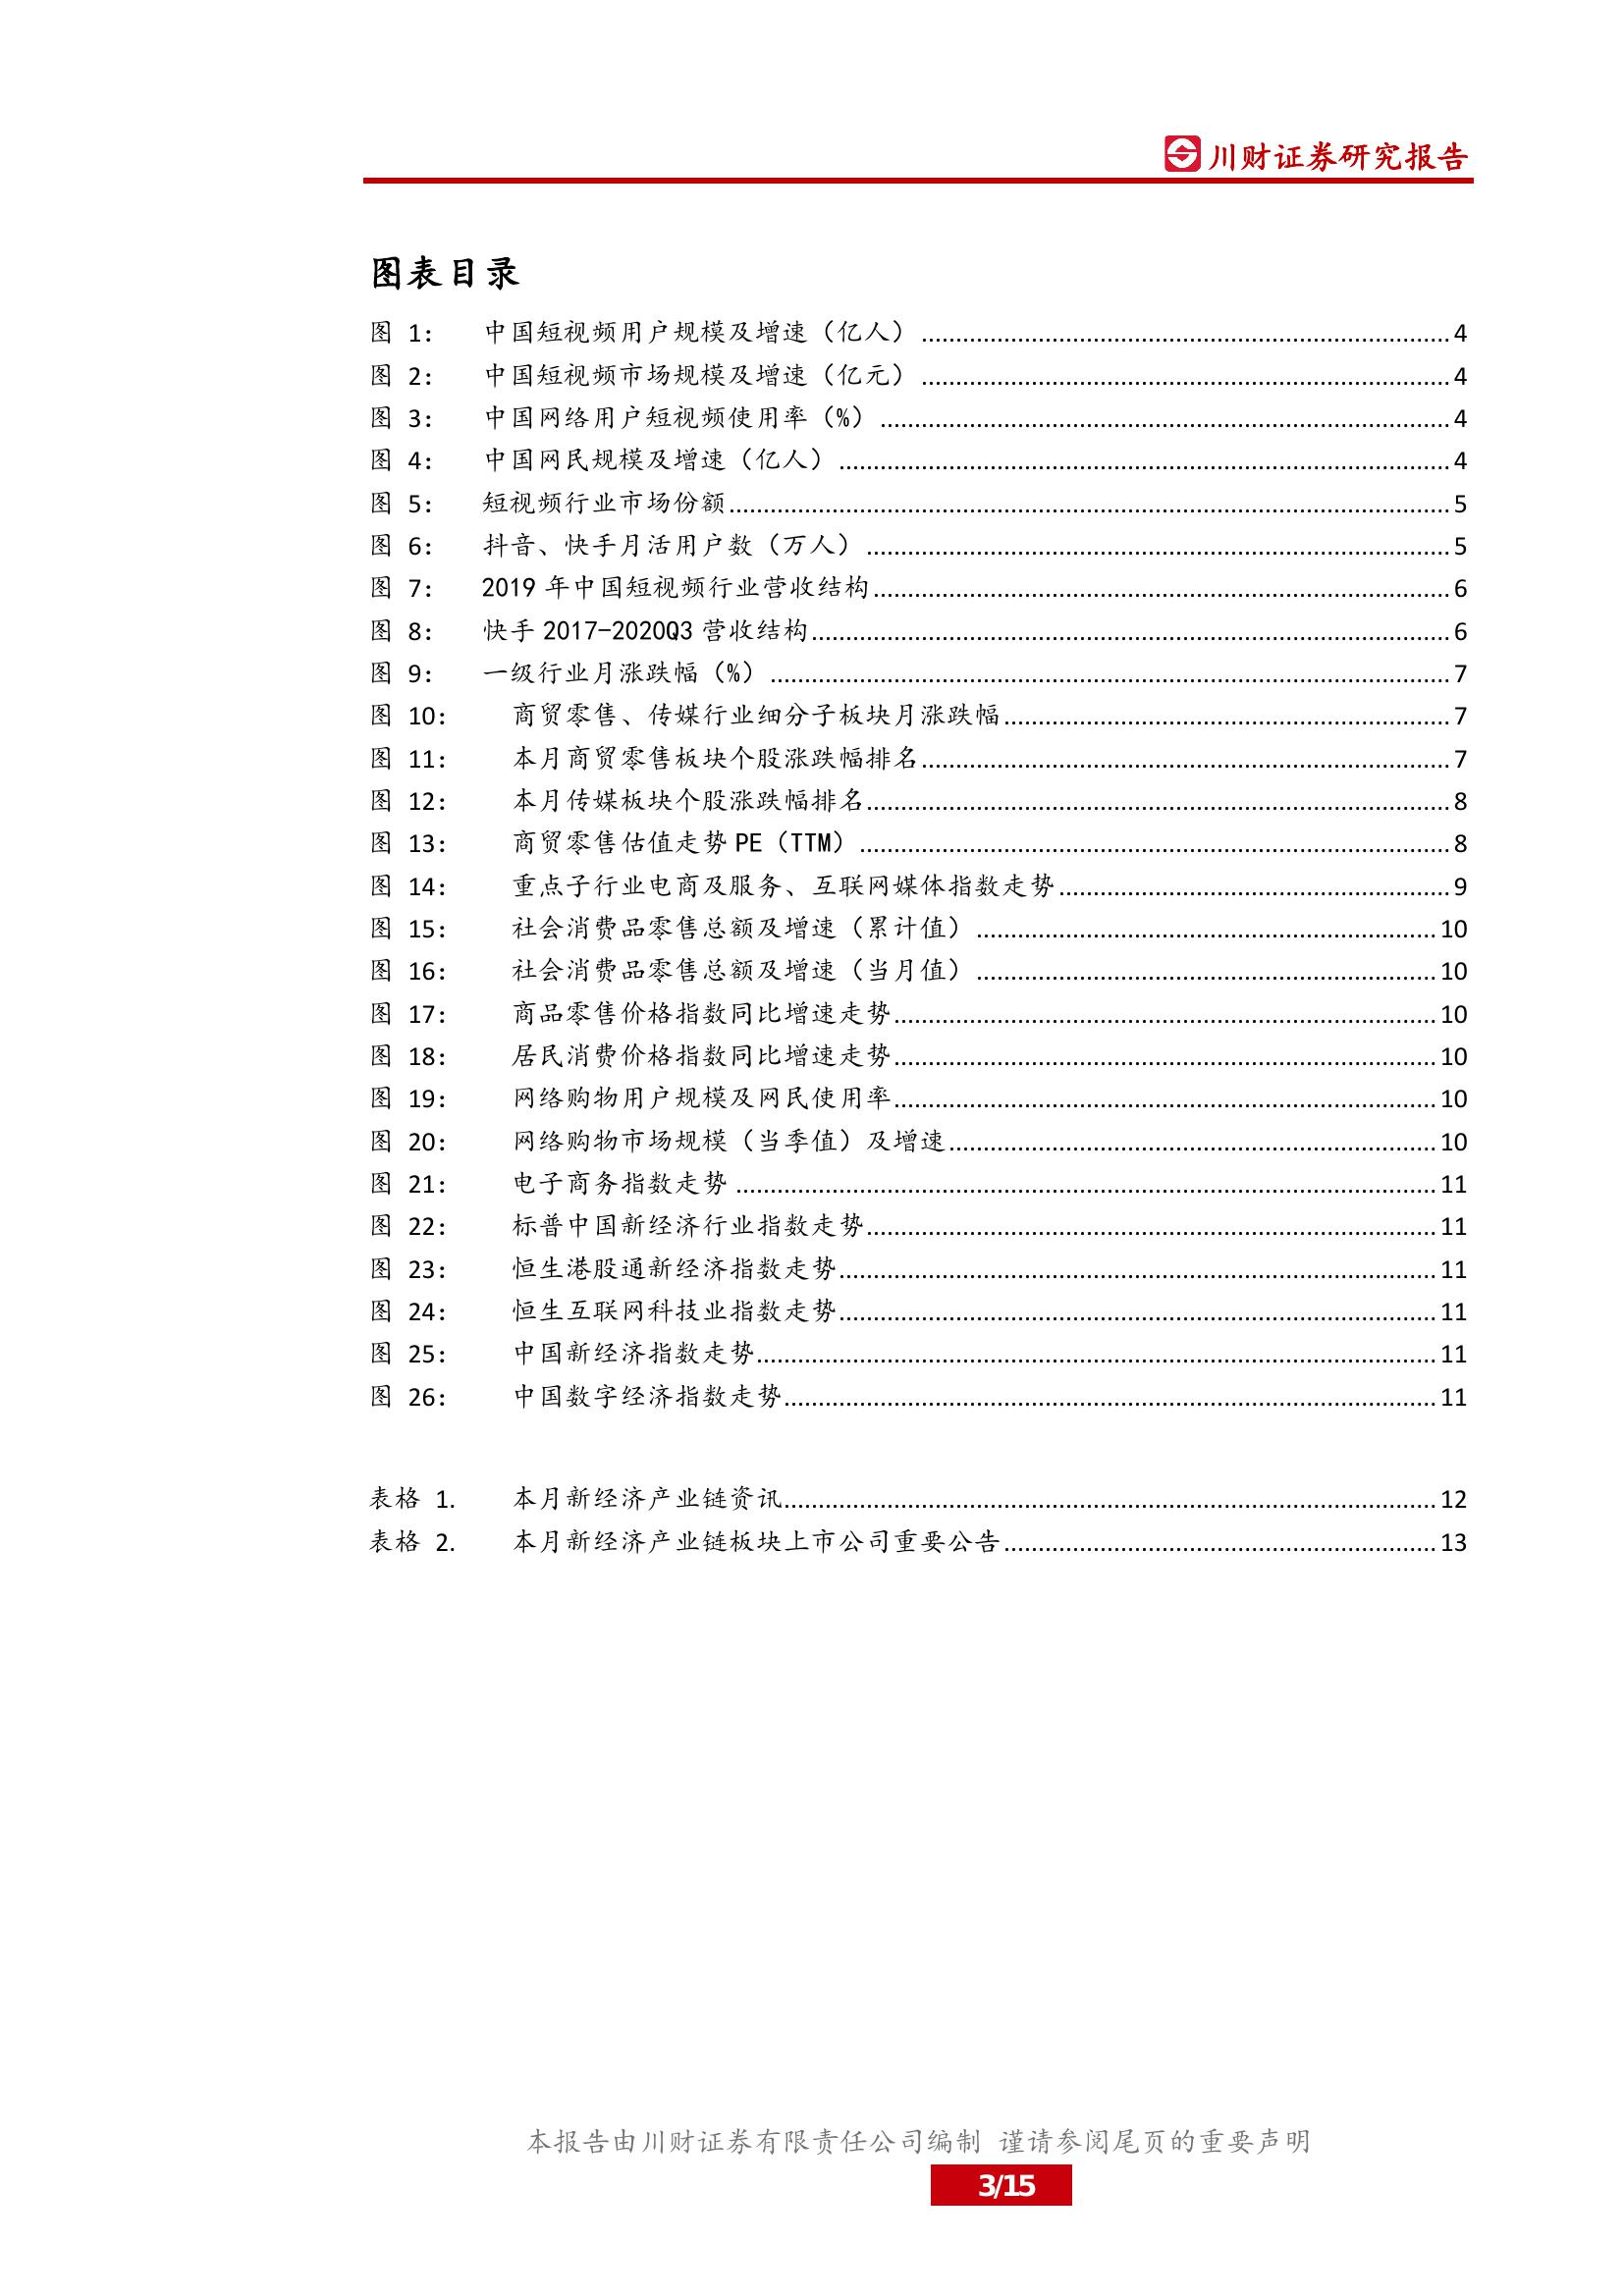 川财证券研究报告
图表目录
图 1: 中国短视频用户规模及增速（亿人）........4
图 2: 中国短视频市场规模及增速（亿元）........4
图 3: 中国网络用户短视频使用率（%）........4
图 4: 中国网民规模及增速（亿人）........4
图 5: 短视频行业市场份额........5
图 6: 抖音、快手月活用户数（万人）........5
图 7: 2019 年中国短视频行业营收结构........6
图 8: 快手 2017-2020Q3 营收结构........6
图 9: 一级行业月涨跌幅（%）........7
图 10: 商贸零售、传媒行业细分子板块月涨跌幅........7
图 11: 本月商贸零售板块个股涨跌幅排名........7
图 12: 本月传媒板块个股涨跌幅排名........8
图 13: 商贸零售估值走势 PE（TTM）........8
图 14: 重点子行业电商及服务、互联网媒体指数走势........9
图 15: 社会消费品零售总额及增速（累计值）........10
图 16: 社会消费品零售总额及增速（当月值）........10
图 17: 商品零售价格指数同比增速走势........10
图 18: 居民消费价格指数同比增速走势........10
图 19: 网络购物用户规模及网民使用率........10
图 20: 网络购物市场规模（当季值）及增速........10
图 21: 电子商务指数走势........11
图 22: 标普中国新经济行业指数走势........11
图 23: 恒生港股通新经济指数走势........11
图 24: 恒生互联网科技业指数走势........11
图 25: 中国新经济指数走势........11
图 26: 中国数字经济指数走势........11
表格 1. 本月新经济产业链资讯........12
表格 2. 本月新经济产业链板块上市公司重要公告........13
本报告由川财证券有限责任公司编制 谨请参阅尾页的重要声明
3/15